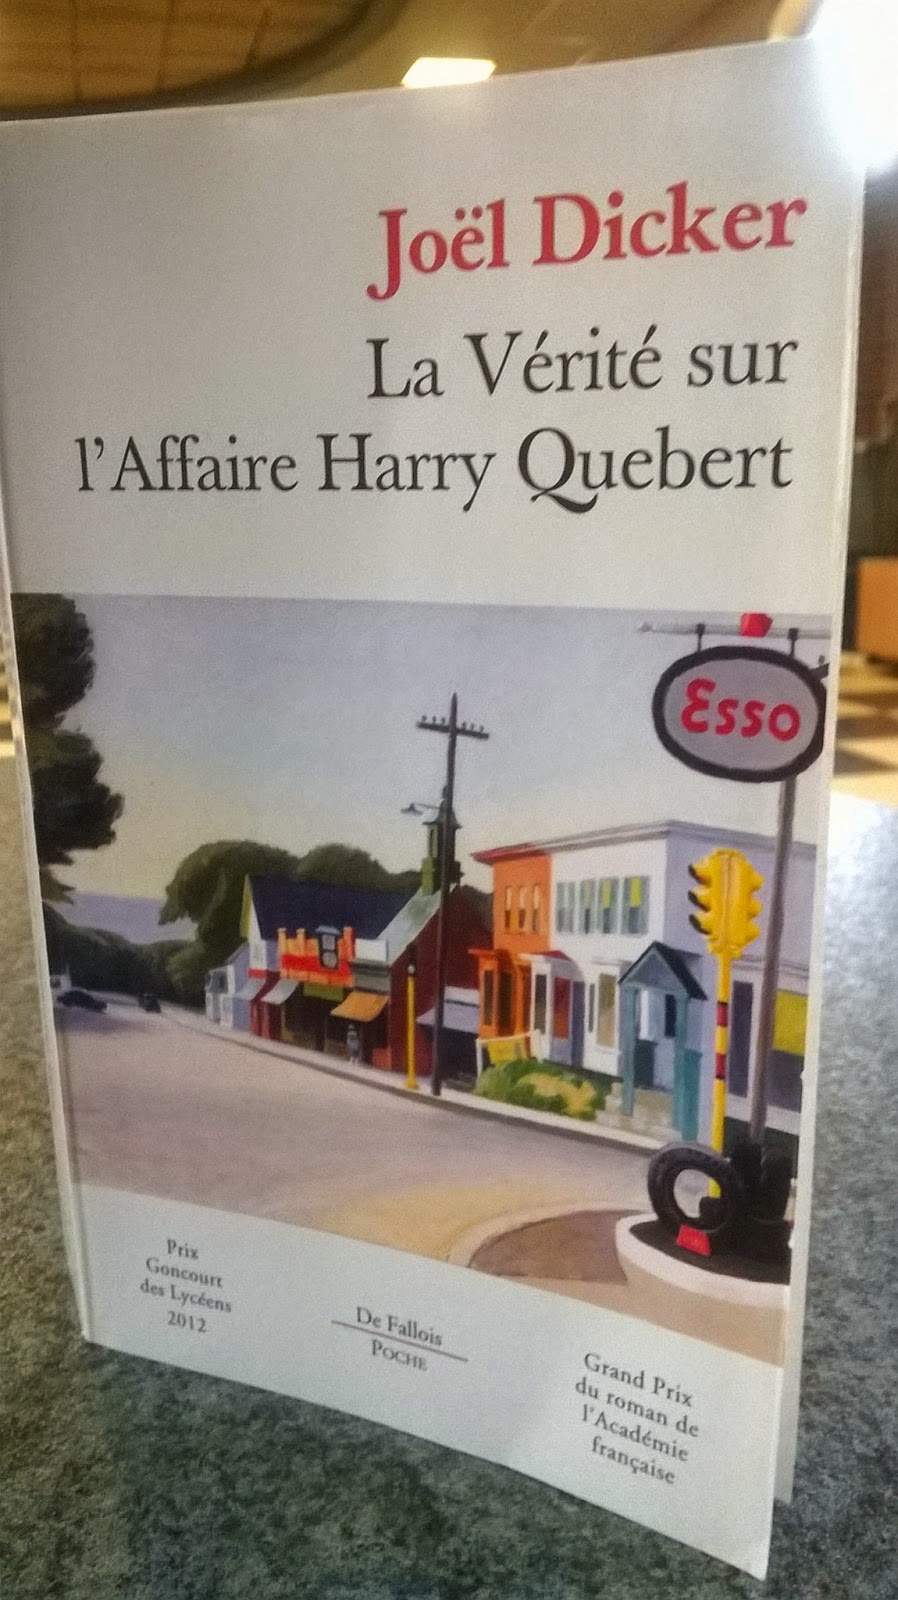 Joël Dicker
La Vérité sur
l'Affaire Harry Quebert
Esso
Prix
Goncourt
des Lycéens
2012
De Fallois
POCHE
Grand Prix
du roman de
l'Académie
française